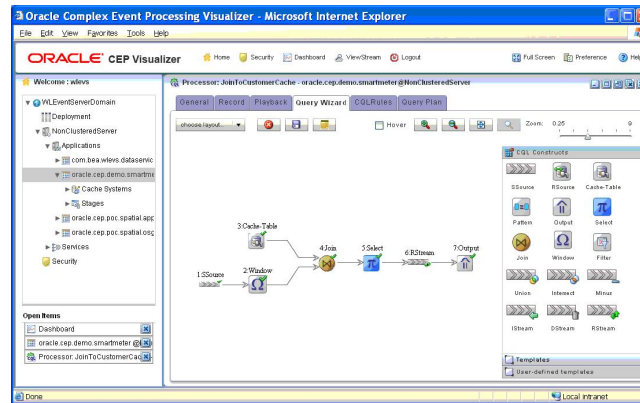 Oracle Complex Event Processing Visualizer - Microsoft Internet Explorer
File Edit View Favorites Tools Help
ORACLE CEP Visualizer
Home Security Dashboard ViewStream Logout
Full Screen Preference Help
Welcome : wlevs
WLEventServerDomain
Deployment
NonClusteredServer
Applications
com.bea.wlevs.dataservic
oracle.cep.demo.smartme
Cache Systems
Stages
oracle.cep.poc.spatial.app
oracle.cep.poc.spatial.osg
Services
Security
Open Items
Dashboard
oracle.cep.demo.smartmeter @
Processor: JoinToCustomerCac
Processor: JoinToCustomerCache - oracle.cep.demo.smartmeter@NonClusteredServer
General Record Playback Query Wizard CQLRules Query Plan
choose layout... Hover Zoom: 0.25 9
3:Cache-Table
4:Join 5:Select 6:RStream 7:Output
1:SSource 2:Window
CQL Constructs
SSource RSource Cache-Table
Pattern Output Select
Join Window Filter
Union Intersect Minus
IStream DStream RStream
Templates
User-defined templates
Done
Local intranet